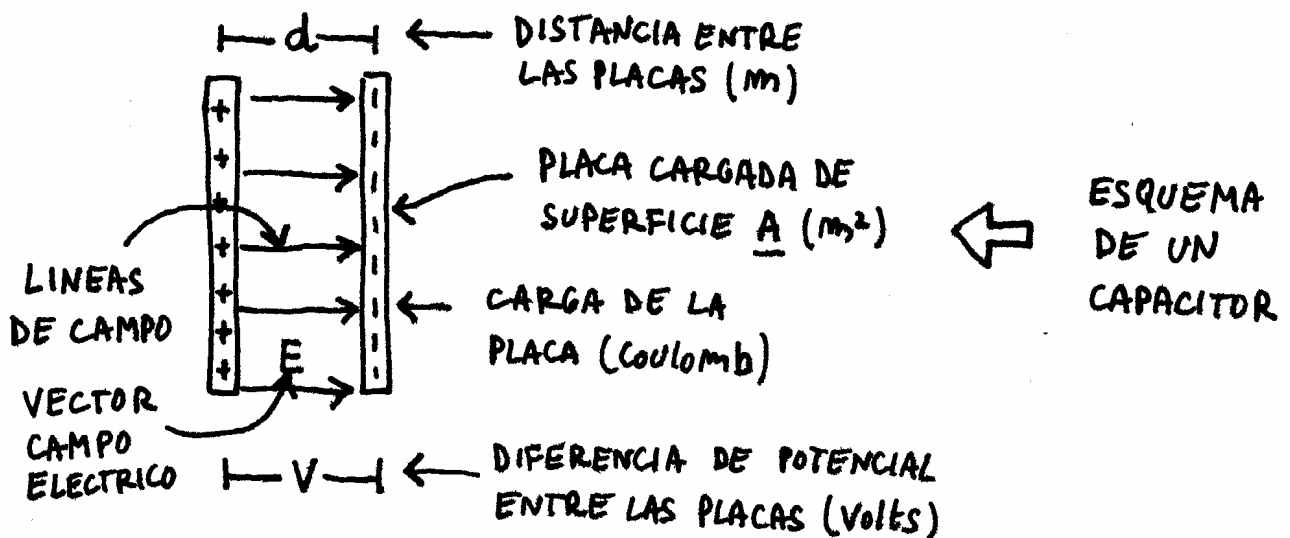 d
DISTANCIA ENTRE
LAS PLACAS (m)
+
+
+
+
+
+
+
PLACA CARGADA DE
SUPERFICIE A (m²)
ESQUEMA
DE UN
CAPACITOR
LINEAS
DE CAMPO
CARGA DE LA
PLACA (Coulomb)
E
VECTOR
CAMPO
ELECTRICO
V
DIFERENCIA DE POTENCIAL
ENTRE LAS PLACAS (Volts)